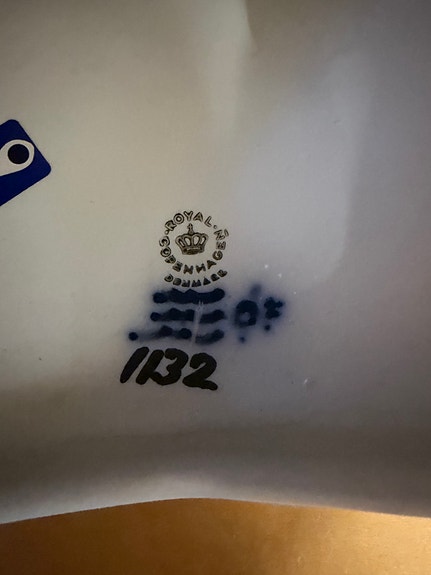 ROYAL
COPENHAGEN
DENMARK
1132